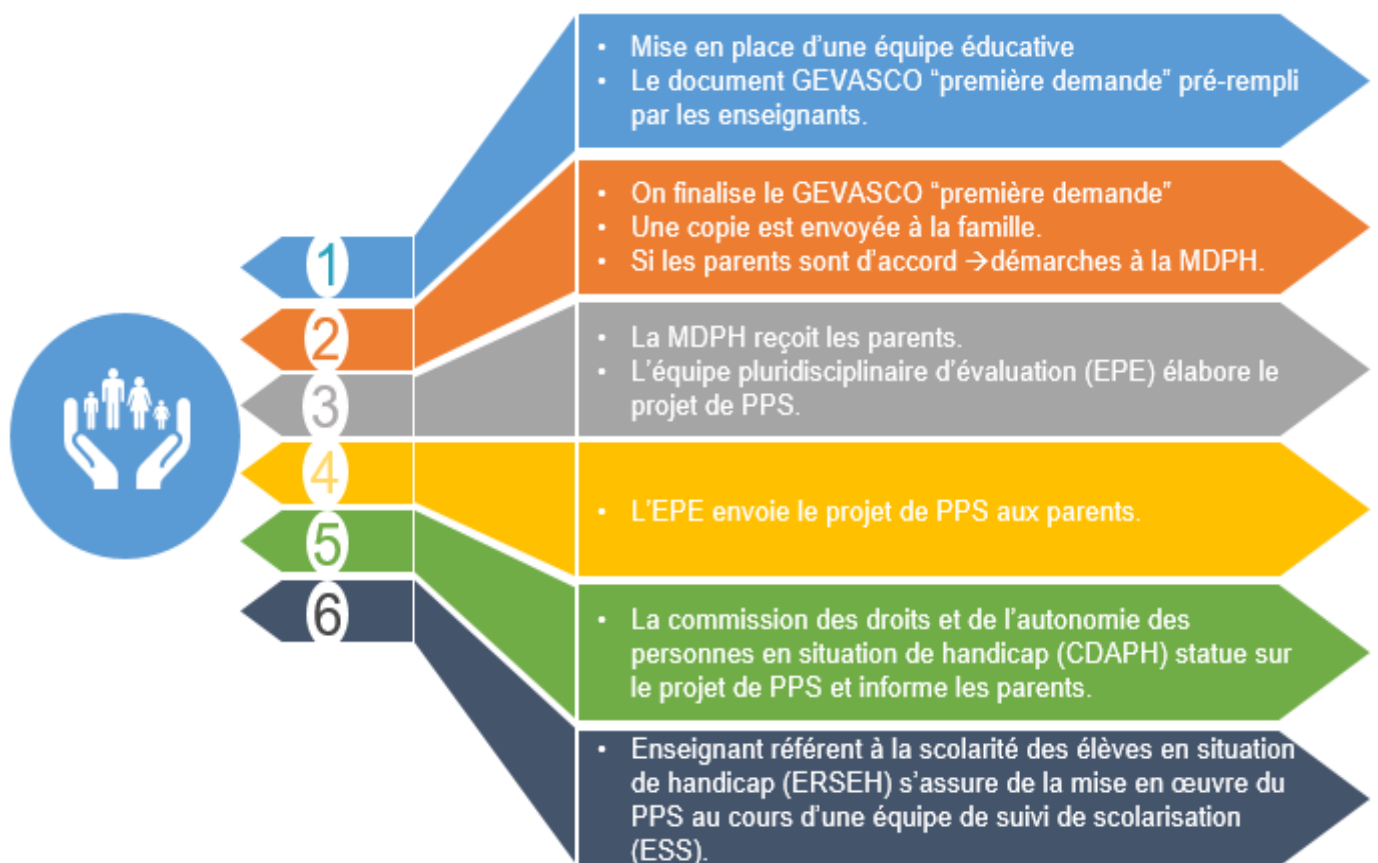 • Mise en place d’une équipe éducative
• Le document GEVASCO “première demande” pré-rempli
par les enseignants.
1
• On finalise le GEVASCO “première demande”
• Une copie est envoyée à la famille.
• Si les parents sont d’accord →démarches à la MDPH.
2
• La MDPH reçoit les parents.
• L’équipe pluridisciplinaire d’évaluation (EPE) élabore le
projet de PPS.
3
• L’EPE envoie le projet de PPS aux parents.
4
• La commission des droits et de l’autonomie des
personnes en situation de handicap (CDAPH) statue sur
le projet de PPS et informe les parents.
5
• Enseignant référent à la scolarité des élèves en situation
de handicap (ERSEH) s’assure de la mise en œuvre du
PPS au cours d’une équipe de suivi de scolarisation
(ESS).
6